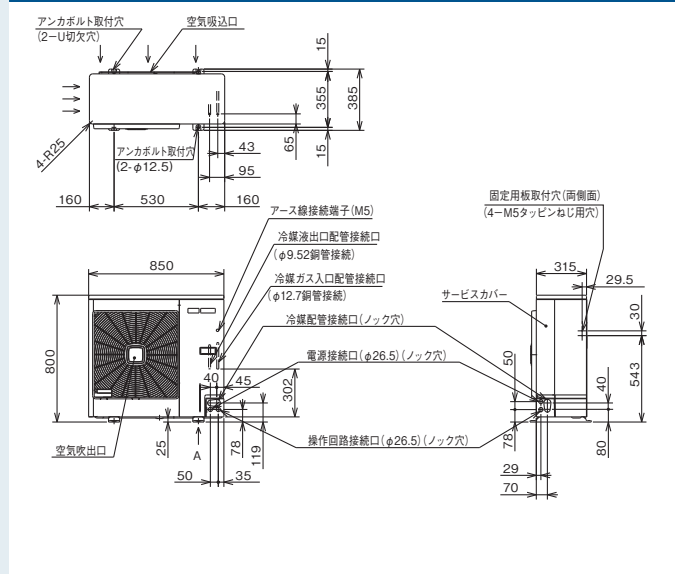 アンカボルト取付穴
(2ーU切欠穴)
空気吸込口
15
355
385
15
65
43
95
4-R25
アンカボルト取付穴
(2-φ12.5)
160
530
160
アース線接続端子(M5)
冷媒液出口配管接続口
(φ9.52銅管接続)
冷媒ガス入口配管接続口
(φ12.7銅管接続)
冷媒配管接続口(ノック穴)
電源接続口(φ26.5)(ノック穴)
操作回路接続口(φ26.5)(ノック穴)
850
800
空気吹出口
25
A
40
45
302
78
119
50
35
固定用板取付穴(両側面)
(4ーM5タッピンねじ用穴)
315
29.5
サービスカバー
30
543
50
40
78
80
29
70